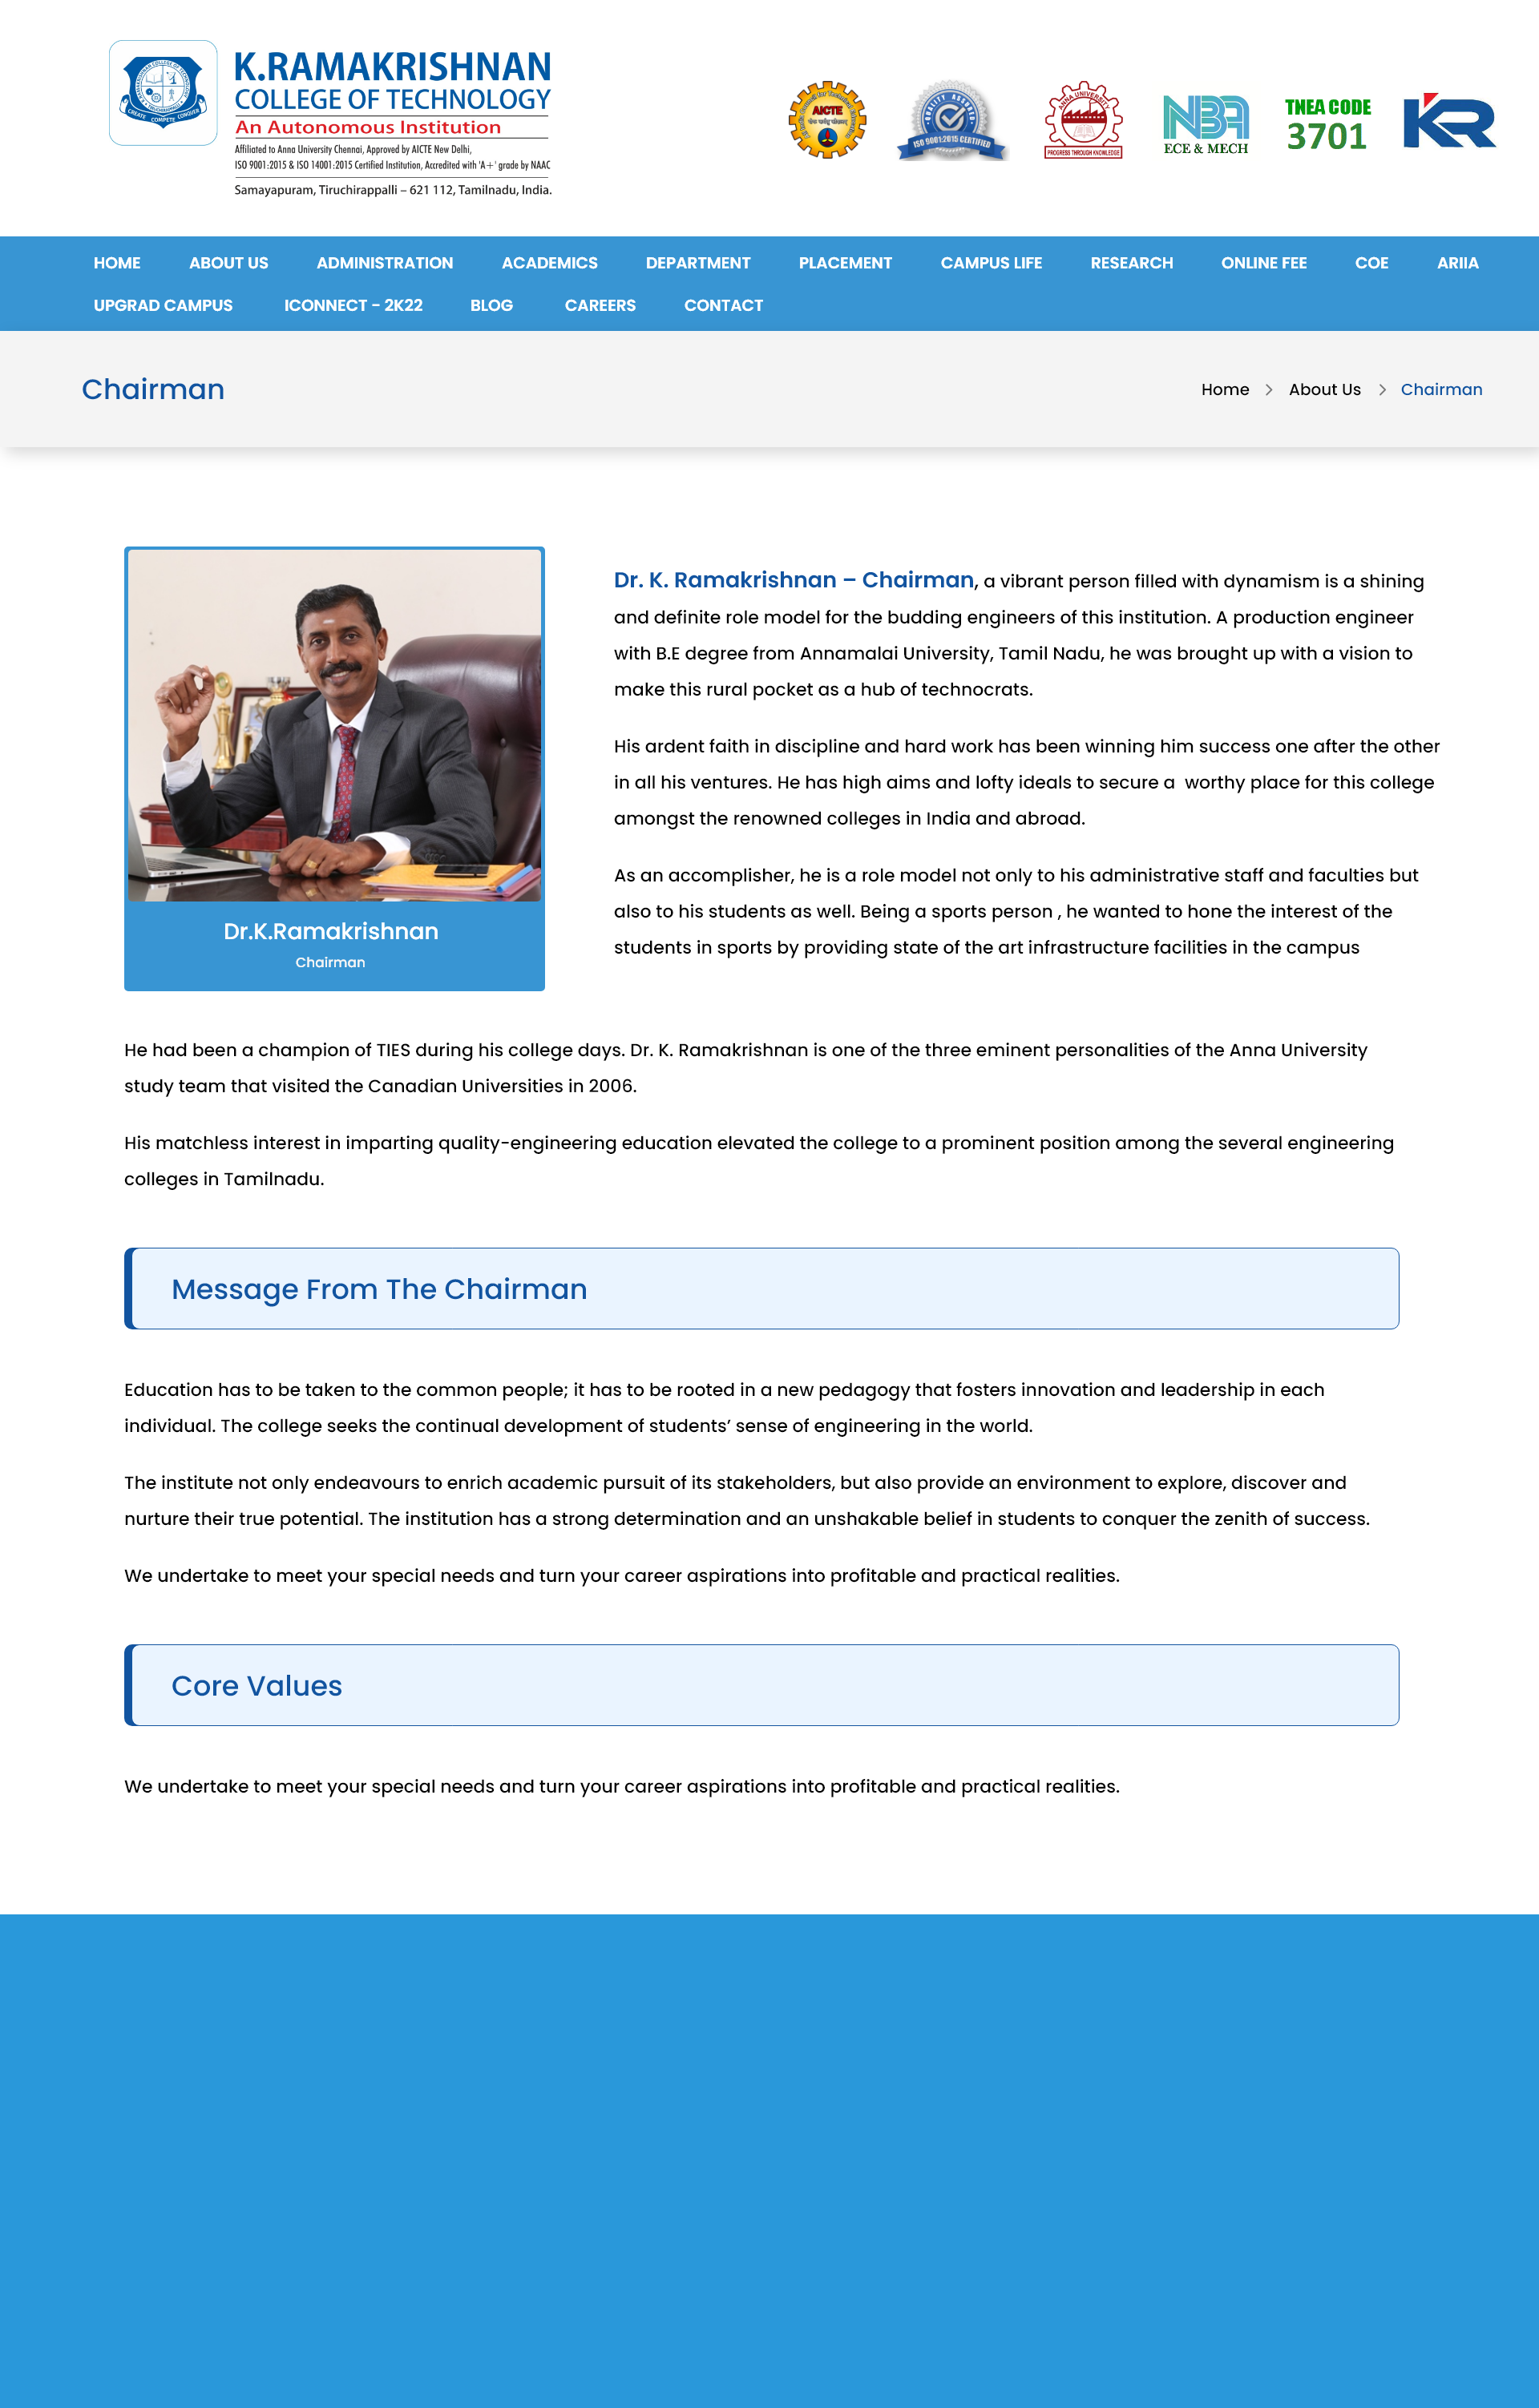 K.RAMAKRISHNAN
COLLEGE OF TECHNOLOGY
An Autonomous Institution
Affiliated to Anna University Chennai, Approved by AICTE New Delhi,
ISO 9001:2015 & ISO 14001:2015 Certified Institution, Accredited with 'A+' grade by NAAC
Samayapuram, Tiruchirappalli – 621 112, Tamilnadu, India.
CREATE COMPETE CONQUER
AICTE
QUALITY ASSURED
ISO 9001:2015 CERTIFIED
ANNA UNIVERSITY
PROGRESS THROUGH KNOWLEDGE
NBA
ECE & MECH
TNEA CODE
3701
KR
HOME ABOUT US ADMINISTRATION ACADEMICS DEPARTMENT PLACEMENT CAMPUS LIFE RESEARCH ONLINE FEE COE ARIIA
UPGRAD CAMPUS ICONNECT - 2K22 BLOG CAREERS CONTACT
Chairman
Home > About Us > Chairman
Dr.K.Ramakrishnan
Chairman
Dr. K. Ramakrishnan – Chairman, a vibrant person filled with dynamism is a shining
and definite role model for the budding engineers of this institution. A production engineer
with B.E degree from Annamalai University, Tamil Nadu, he was brought up with a vision to
make this rural pocket as a hub of technocrats.
His ardent faith in discipline and hard work has been winning him success one after the other
in all his ventures. He has high aims and lofty ideals to secure a  worthy place for this college
amongst the renowned colleges in India and abroad.
As an accomplisher, he is a role model not only to his administrative staff and faculties but
also to his students as well. Being a sports person , he wanted to hone the interest of the
students in sports by providing state of the art infrastructure facilities in the campus
He had been a champion of TIES during his college days. Dr. K. Ramakrishnan is one of the three eminent personalities of the Anna University
study team that visited the Canadian Universities in 2006.
His matchless interest in imparting quality-engineering education elevated the college to a prominent position among the several engineering
colleges in Tamilnadu.
Message From The Chairman
Education has to be taken to the common people; it has to be rooted in a new pedagogy that fosters innovation and leadership in each
individual. The college seeks the continual development of students’ sense of engineering in the world.
The institute not only endeavours to enrich academic pursuit of its stakeholders, but also provide an environment to explore, discover and
nurture their true potential. The institution has a strong determination and an unshakable belief in students to conquer the zenith of success.
We undertake to meet your special needs and turn your career aspirations into profitable and practical realities.
Core Values
We undertake to meet your special needs and turn your career aspirations into profitable and practical realities.